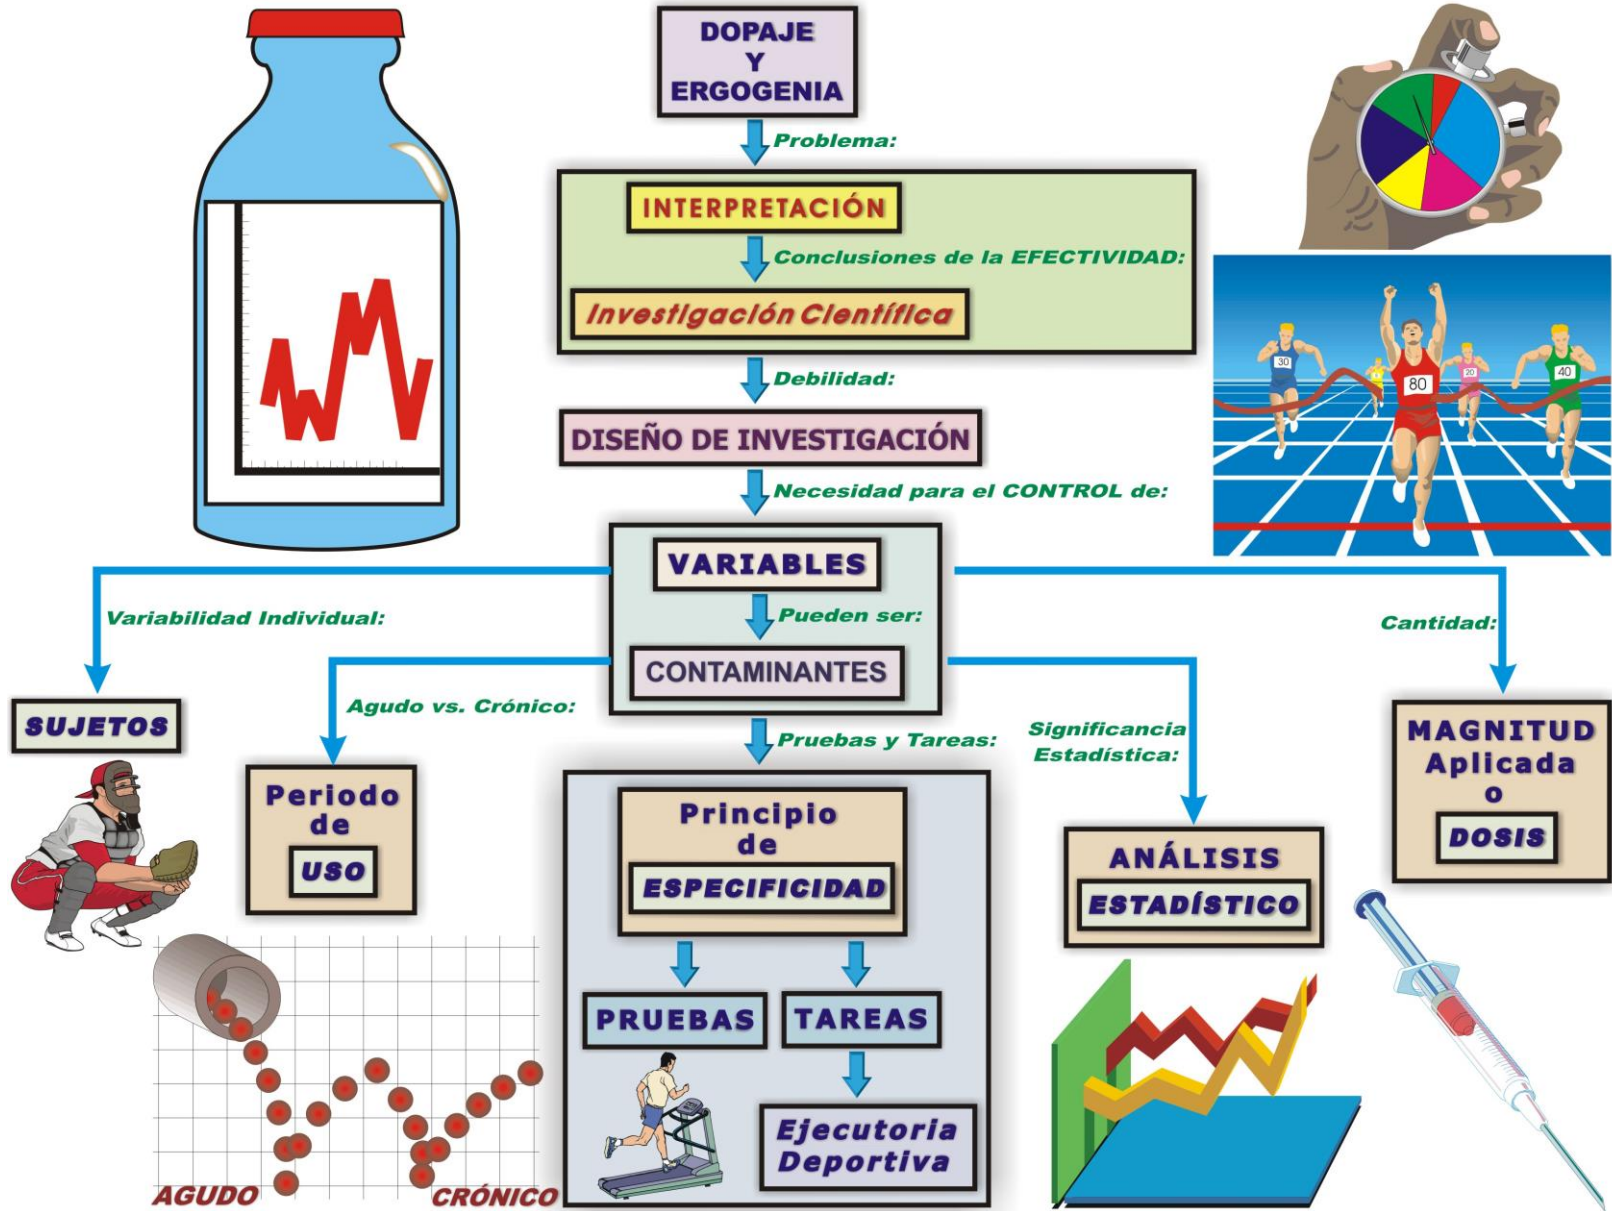 DOPAJE
Y
ERGOGENIA
Problema:
INTERPRETACIÓN
Conclusiones de la EFECTIVIDAD:
Investigación Científica
Debilidad:
DISEÑO DE INVESTIGACIÓN
Necesidad para el CONTROL de:
VARIABLES
Pueden ser:
CONTAMINANTES
Variabilidad Individual:
SUJETOS
Agudo vs. Crónico:
Periodo
de
USO
AGUDO
CRÓNICO
Pruebas y Tareas:
Principio
de
ESPECIFICIDAD
PRUEBAS
TAREAS
Ejecutoria
Deportiva
Significancia
Estadística:
ANÁLISIS
ESTADÍSTICO
Cantidad:
MAGNITUD
Aplicada
o
DOSIS
30
80
20
40